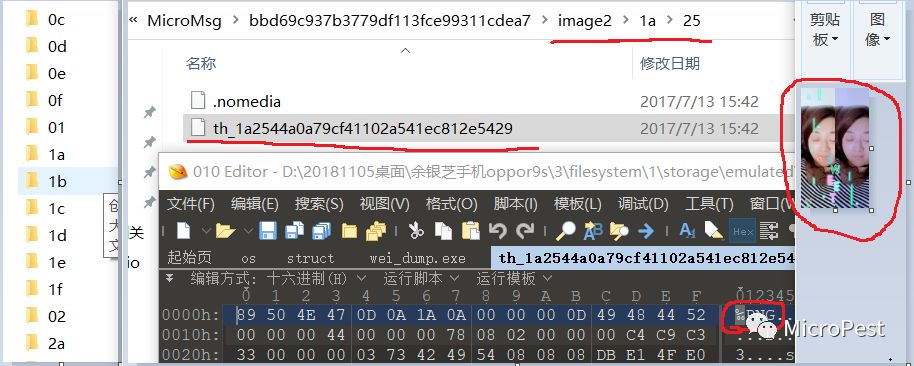 0c
0d
0e
0f
01
1a
1b
1c
1d
1e
1f
02
2a
创
大
文
关
io
MicroMsg > bbd69c937b3779df113fce99311cdea7 > image2 > 1a > 25
名称 修改日期
.nomedia 2017/7/13 15:42
th_1a2544a0a79cf41102a541ec812e5429 2017/7/13 15:42
剪贴板
图像
010 Editor - D:\20181105桌面\余银芝手机oppor9s\3\filesystem\1\storage\emulated
文件(F) 编辑(E) 搜索(S) 视图(V) 格式(O) 脚本(I) 模板(L) 调试(D) 工具(T) 窗口(W
Hex
起始页 os struct wei_dump.exe th_1a2544a0a79cf41102a541ec812e54
编辑方式: 十六进制(H) 运行脚本 运行模板
0 1 2 3 4 5 6 7 8 9 A B C D E F 012345
0000h: 89 50 4E 47 0D 0A 1A 0A 00 00 00 0D 49 48 44 52 ‰PNG
0010h: 00 00 00 44 00 00 00 78 08 02 00 00 00 C4 C9 C3
0020h: 33 00 00 00 03 73 42 49 54 08 08 08 DB E1 4F E0 3....s
MicroPest